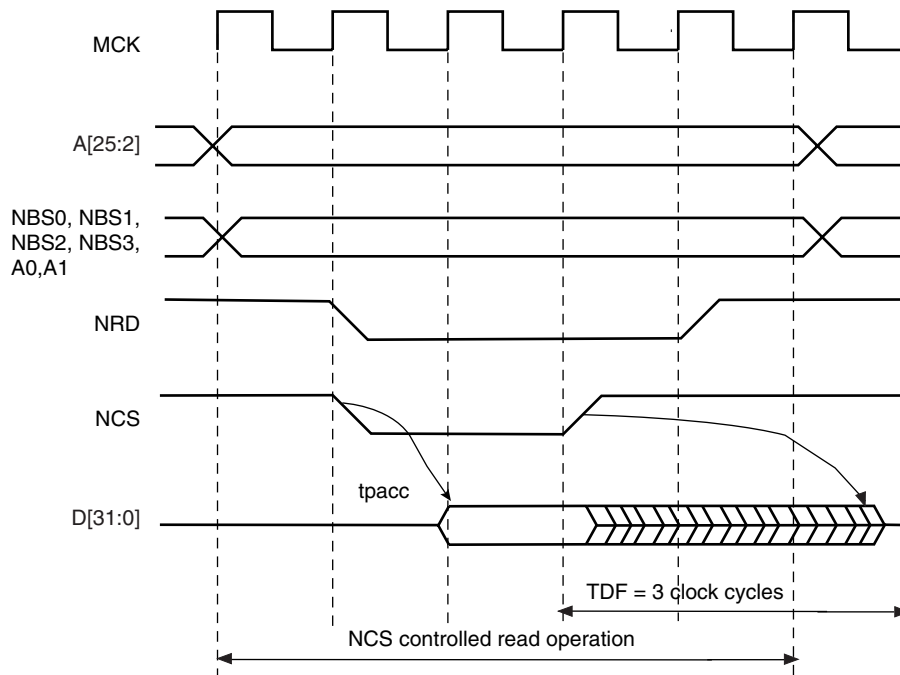 MCK
A[25:2]
NBS0, NBS1,
NBS2, NBS3,
A0,A1
NRD
NCS
tpacc
D[31:0]
TDF = 3 clock cycles
NCS controlled read operation